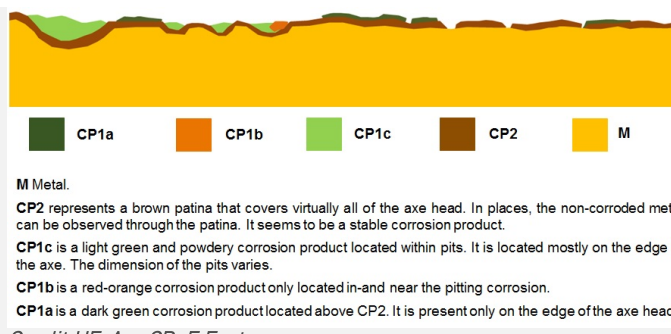 CP1a CP1b CP1c CP2 M
M Metal.
CP2 represents a brown patina that covers virtually all of the axe head. In places, the non-corroded
can be observed through the patina. It seems to be a stable corrosion product.
CP1c is a light green and powdery corrosion product located within pits. It is located mostly on the edge
the axe. The dimension of the pits varies.
CP1b is a red-orange corrosion product only located in-and near the pitting corrosion.
CP1a is a dark green corrosion product located above CP2. It is present only on the edge of the axe head